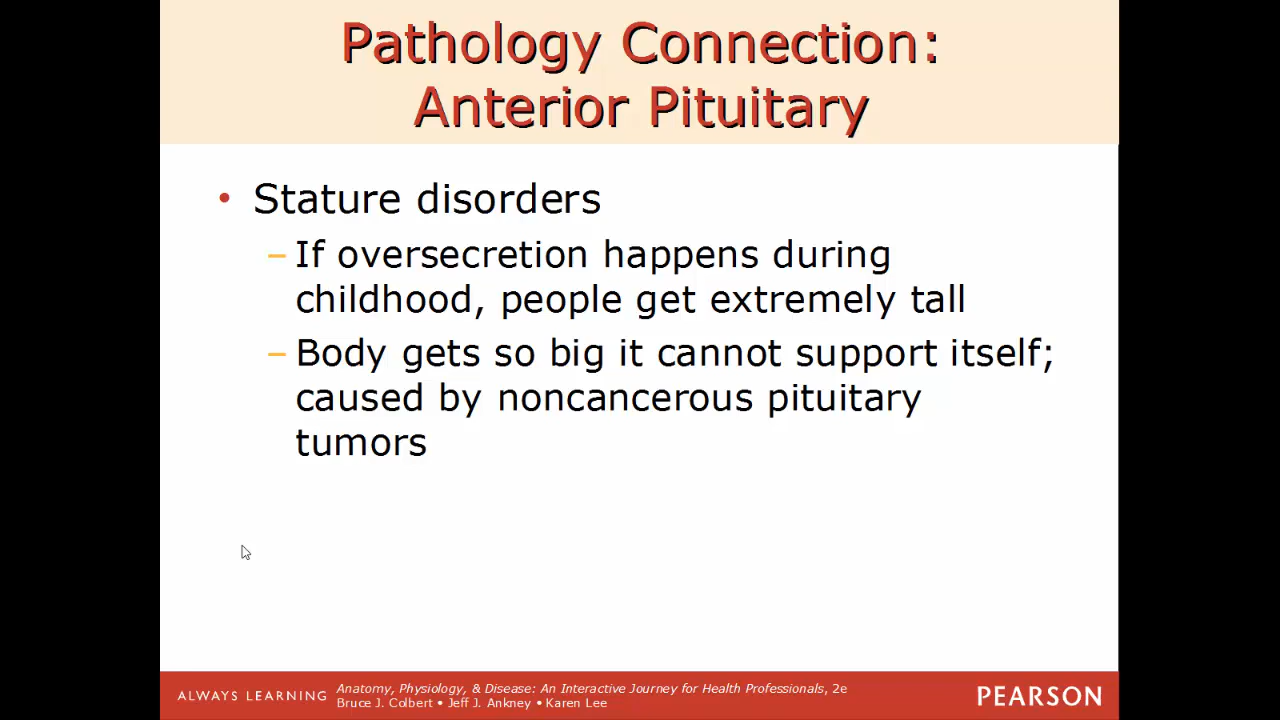 Pathology Connection:
Anterior Pituitary
• Stature disorders
– If oversecretion happens during
childhood, people get extremely tall
– Body gets so big it cannot support itself;
caused by noncancerous pituitary
tumors
ALWAYS LEARNING
Anatomy, Physiology, & Disease: An Interactive Journey for Health Professionals, 2e
Bruce J. Colbert • Jeff J. Ankney • Karen Lee
PEARSON